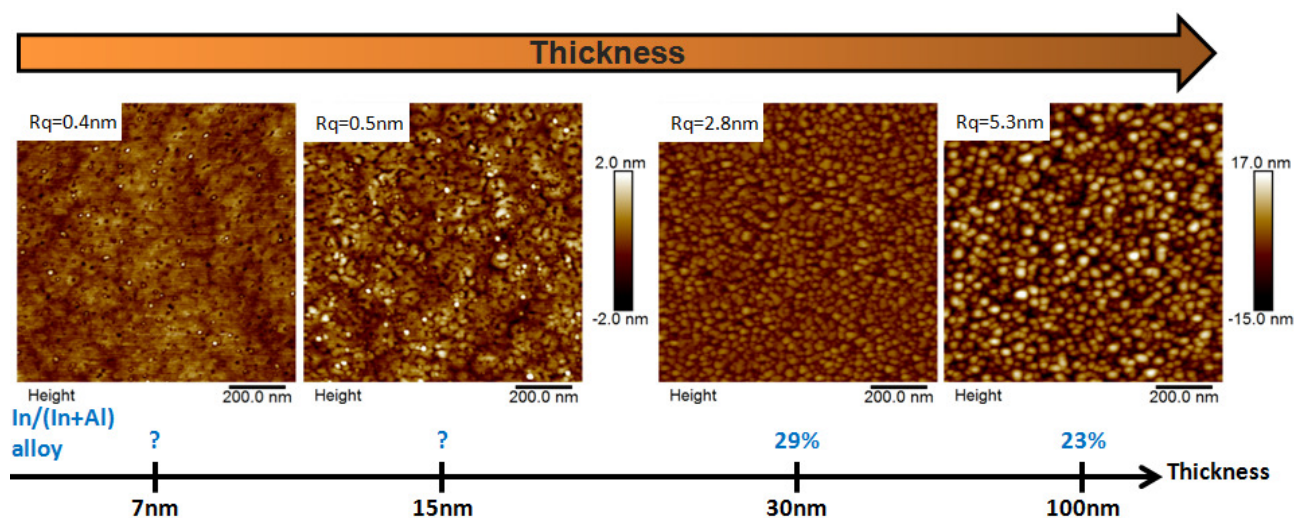 Thickness
Rq=0.4nm
Rq=0.5nm
Rq=2.8nm
Rq=5.3nm
2.0 nm
-2.0 nm
17.0 nm
-15.0 nm
Height
200.0 nm
Height
200.0 nm
Height
200.0 nm
Height
200.0 nm
In/(In+Al)
alloy
?
?
29%
23%
Thickness
7nm
15nm
30nm
100nm